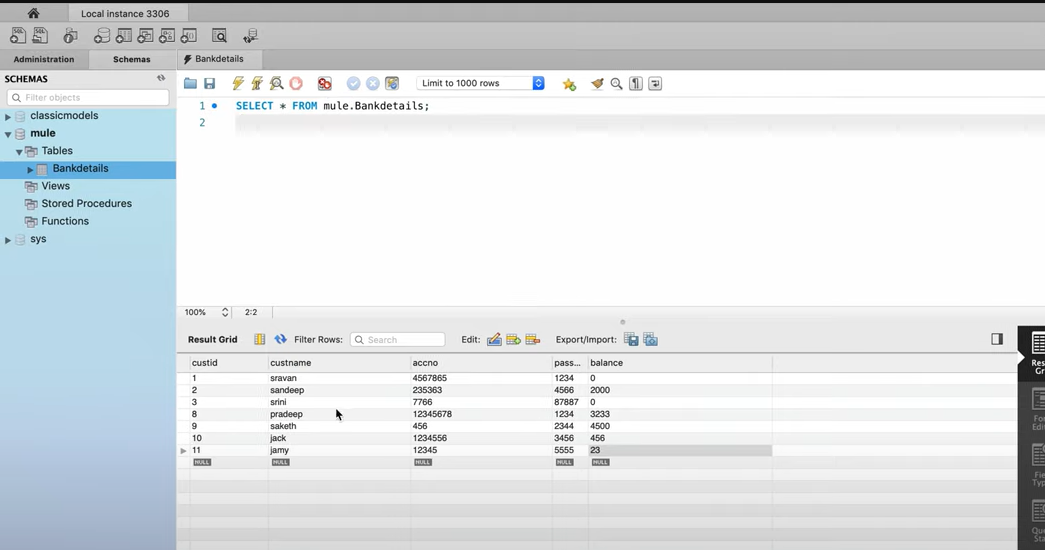 Local instance 3306
Administration Schemas Bankdetails
SCHEMAS
Filter objects
Limit to 1000 rows
classicmodels
mule
Tables
Bankdetails
Views
Stored Procedures
Functions
sys
1 SELECT * FROM mule.Bankdetails;
2
100% 2:2
Result Grid Filter Rows: Search Edit: Export/Import:
custid custname accno pass... balance
1 sravan 4567865 1234 0
2 sandeep 235363 4566 2000
3 srini 7766 87887 0
8 pradeep 12345678 1234 3233
9 saketh 456 2344 4500
10 jack 1234556 3456 456
11 jamy 12345 5555 23
NULL NULL NULL NULL NULL